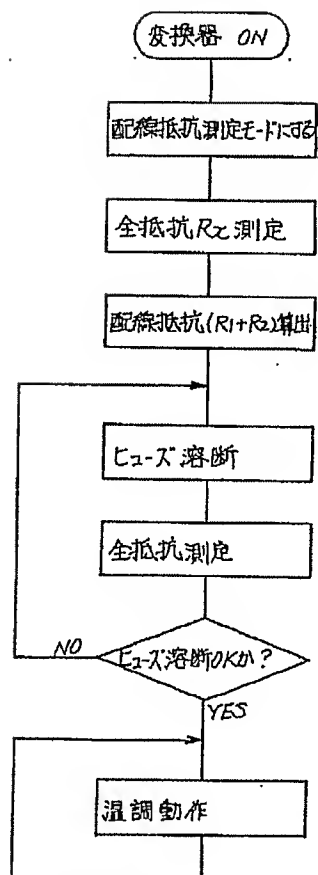 変換器 ON
配線抵抗測定モードにする
全抵抗Rz測定
配線抵抗(R1+R2)算出
ヒューズ溶断
全抵抗測定
ヒューズ溶断OKか?
NO
YES
温調動作